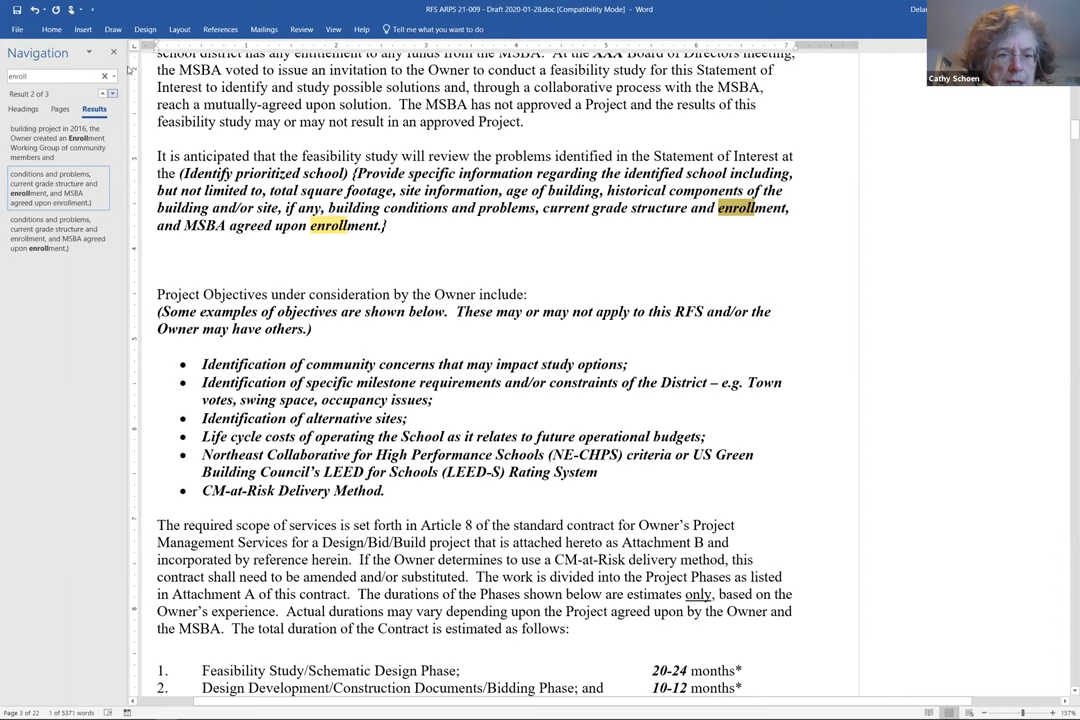 RFS ARPS 21-009 - Draft 2020-01-28.doc [Compatibility Mode] - Word
File Home Insert Draw Design Layout References Mailings Review View Help Tell me what you want to do
Cathy Schoen
Navigation
enroll
Result 2 of 3
Headings Pages Results
building project in 2016, the
Owner created an Enrollment
Working Group of community
members and
conditions and problems,
current grade structure and
enrollment, and MSBA
agreed upon enrollment.)
conditions and problems,
current grade structure and
enrollment, and MSBA agreed
upon enrollment.)
school district has any entitlement to any funds from the MSBA. At the XXX Board of Directors meeting,
the MSBA voted to issue an invitation to the Owner to conduct a feasibility study for this Statement of
Interest to identify and study possible solutions and, through a collaborative process with the MSBA,
reach a mutually-agreed upon solution. The MSBA has not approved a Project and the results of this
feasibility study may or may not result in an approved Project.
It is anticipated that the feasibility study will review the problems identified in the Statement of Interest at
the (Identify prioritized school) {Provide specific information regarding the identified school including,
but not limited to, total square footage, site information, age of building, historical components of the
building and/or site, if any, building conditions and problems, current grade structure and enrollment,
and MSBA agreed upon enrollment.}
Project Objectives under consideration by the Owner include:
(Some examples of objectives are shown below. These may or may not apply to this RFS and/or the
Owner may have others.)
• Identification of community concerns that may impact study options;
• Identification of specific milestone requirements and/or constraints of the District – e.g. Town
votes, swing space, occupancy issues;
• Identification of alternative sites;
• Life cycle costs of operating the School as it relates to future operational budgets;
• Northeast Collaborative for High Performance Schools (NE-CHPS) criteria or US Green
Building Council's LEED for Schools (LEED-S) Rating System
• CM-at-Risk Delivery Method.
The required scope of services is set forth in Article 8 of the standard contract for Owner's Project
Management Services for a Design/Bid/Build project that is attached hereto as Attachment B and
incorporated by reference herein. If the Owner determines to use a CM-at-Risk delivery method, this
contract shall need to be amended and/or substituted. The work is divided into the Project Phases as listed
in Attachment A of this contract. The durations of the Phases shown below are estimates only, based on the
Owner's experience. Actual durations may vary depending upon the Project agreed upon by the Owner and
the MSBA. The total duration of the Contract is estimated as follows:
1. Feasibility Study/Schematic Design Phase; 20-24 months*
2. Design Development/Construction Documents/Bidding Phase; and 10-12 months*
Page 3 of 22 1 of 5371 words 157%